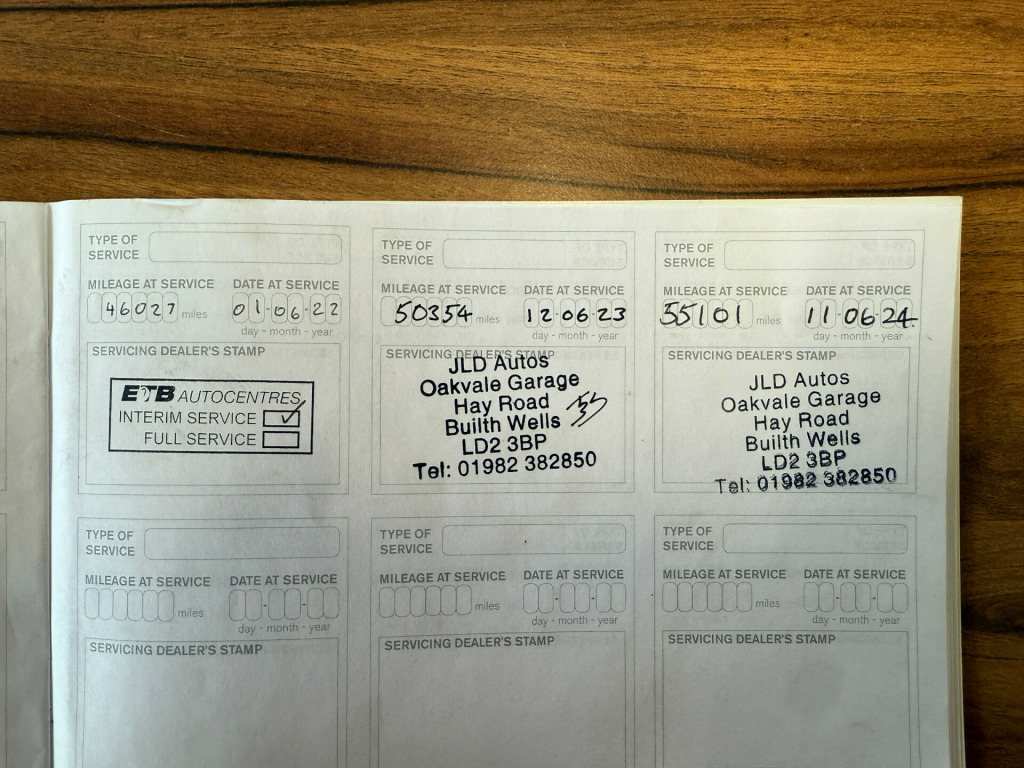 TYPE OF
SERVICE
MILEAGE AT SERVICE DATE AT SERVICE
46027 miles 01-06-22
day - month - year
SERVICING DEALER'S STAMP
ETB AUTOCENTRES
INTERIM SERVICE
FULL SERVICE
TYPE OF
SERVICE
MILEAGE AT SERVICE DATE AT SERVICE
50354 miles 12-06-23
day - month - year
SERVICING DEALER'S STAMP
JLD Autos
Oakvale Garage
Hay Road
Builth Wells
LD2 3BP
Tel: 01982 382850
TYPE OF
SERVICE
MILEAGE AT SERVICE DATE AT SERVICE
55101 miles 11-06-24
day - month - year
SERVICING DEALER'S STAMP
JLD Autos
Oakvale Garage
Hay Road
Builth Wells
LD2 3BP
Tel: 01982 382850
TYPE OF
SERVICE
MILEAGE AT SERVICE DATE AT SERVICE
miles
day - month - year
SERVICING DEALER'S STAMP
TYPE OF
SERVICE
MILEAGE AT SERVICE DATE AT SERVICE
miles
day - month - year
SERVICING DEALER'S STAMP
TYPE OF
SERVICE
MILEAGE AT SERVICE DATE AT SERVICE
miles
day - month - year
SERVICING DEALER'S STAMP